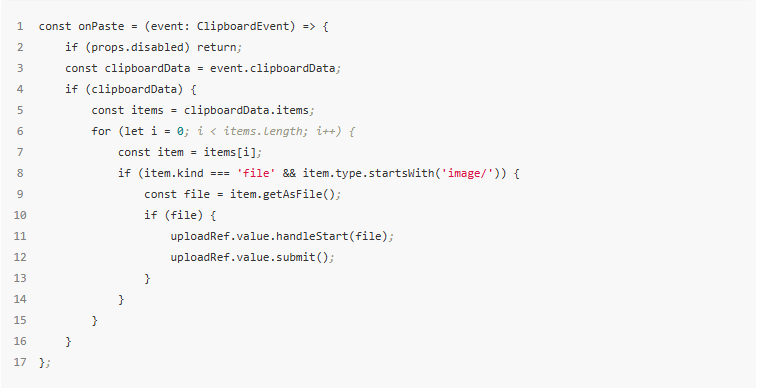 1 const onPaste = (event: ClipboardEvent) => {
2     if (props.disabled) return;
3     const clipboardData = event.clipboardData;
4     if (clipboardData) {
5         const items = clipboardData.items;
6         for (let i = 0; i < items.length; i++) {
7             const item = items[i];
8             if (item.kind === 'file' && item.type.startsWith('image/')) {
9                 const file = item.getAsFile();
10                 if (file) {
11                     uploadRef.value.handleStart(file);
12                     uploadRef.value.submit();
13                 }
14             }
15         }
16     }
17 };